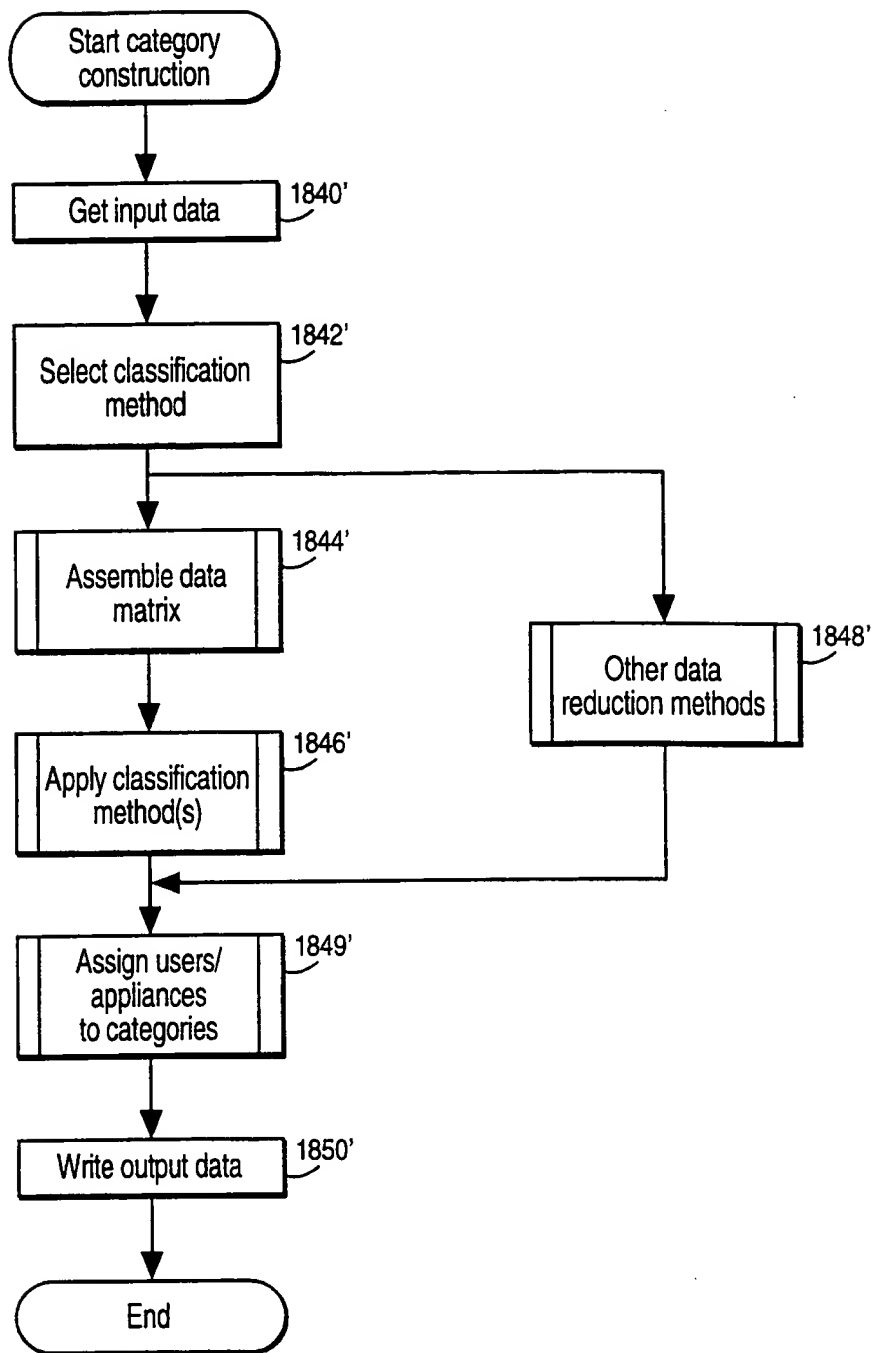 Start category
construction
Get input data
1840'
Select classification
method
1842'
Assemble data
matrix
1844'
Other data
reduction methods
1848'
Apply classification
method(s)
1846'
Assign users/
appliances
to categories
1849'
Write output data
1850'
End